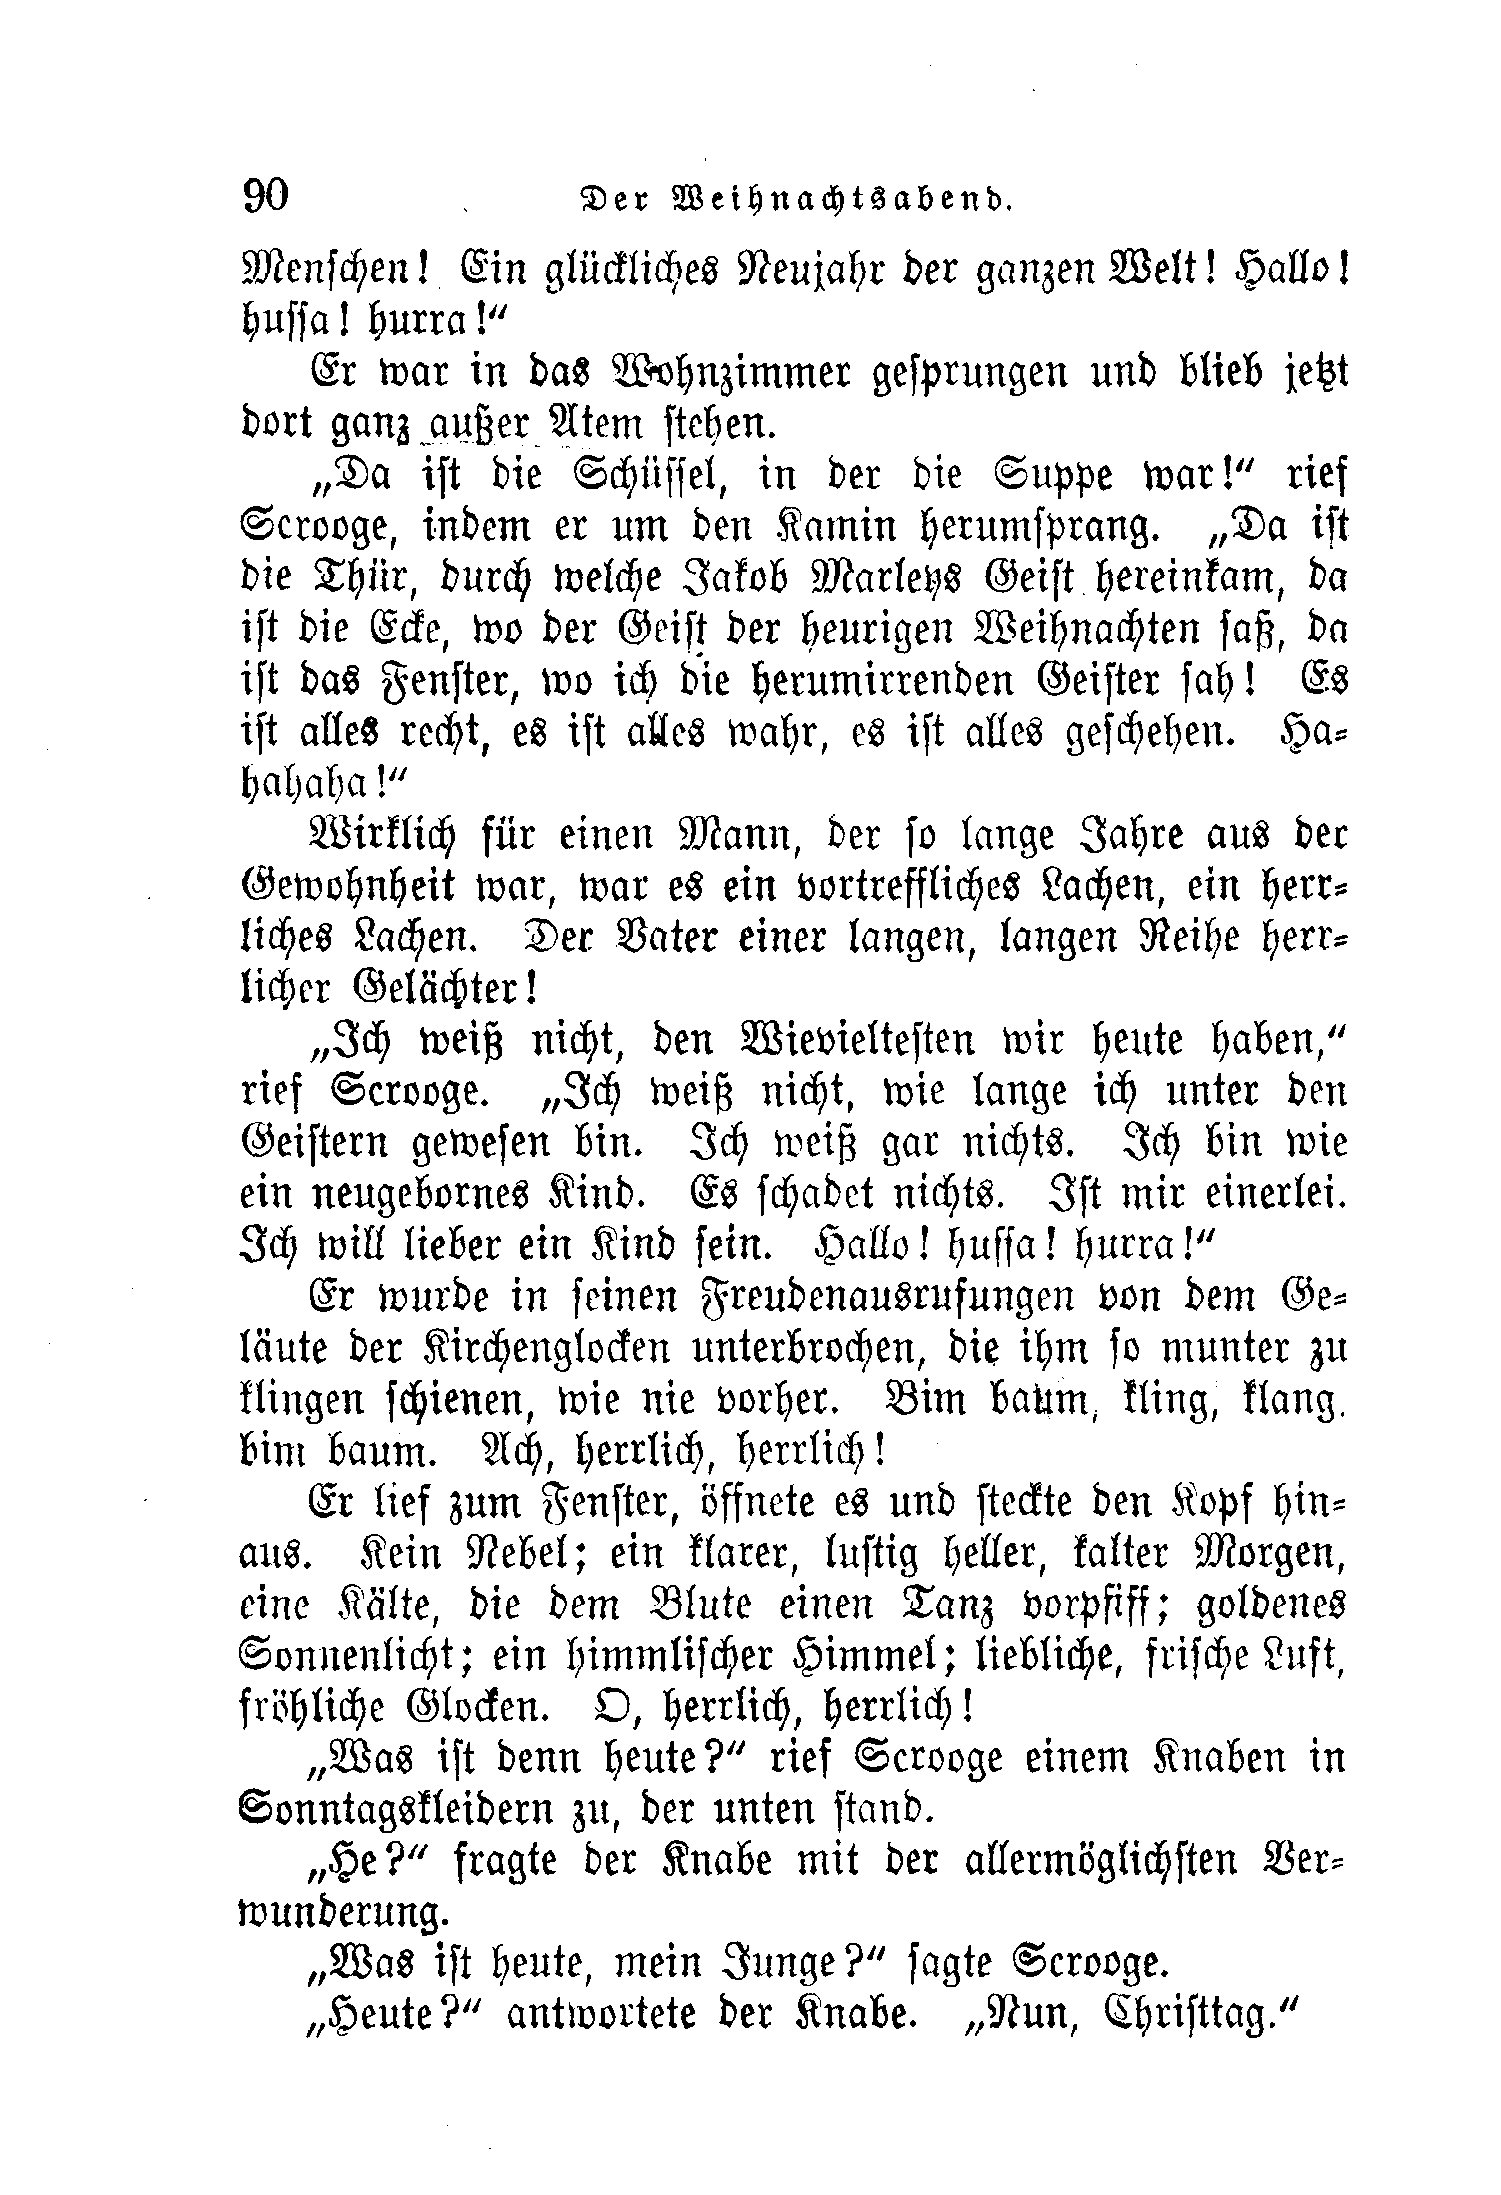 90 Der Weihnachtsabend.
Menschen! Ein glückliches Neujahr der ganzen Welt! Hallo!
hussa! hurra!“
Er war in das Wohnzimmer gesprungen und blieb jetzt
dort ganz außer Atem stehen.
„Da ist die Schüssel, in der die Suppe war!“ rief
Scrooge, indem er um den Kamin herumsprang. „Da ist
die Thür, durch welche Jakob Marleys Geist hereinkam, da
ist die Ecke, wo der Geist der heurigen Weihnachten saß, da
ist das Fenster, wo ich die herumirrenden Geister sah! Es
ist alles recht, es ist alles wahr, es ist alles geschehen. Ha-
hahaha!“
Wirklich für einen Mann, der so lange Jahre aus der
Gewohnheit war, war es ein vortreffliches Lachen, ein herr-
liches Lachen. Der Vater einer langen, langen Reihe herr-
licher Gelächter!
„Ich weiß nicht, den Wievieltesten wir heute haben,“
rief Scrooge. „Ich weiß nicht, wie lange ich unter den
Geistern gewesen bin. Ich weiß gar nichts. Ich bin wie
ein neugebornes Kind. Es schadet nichts. Ist mir einerlei.
Ich will lieber ein Kind sein. Hallo! hussa! hurra!“
Er wurde in seinen Freudenausrufungen von dem Ge-
läute der Kirchenglocken unterbrochen, die ihm so munter zu
klingen schienen, wie nie vorher. Bim baum, kling, klang,
bim baum. Ach, herrlich, herrlich!
Er lief zum Fenster, öffnete es und steckte den Kopf hin-
aus. Kein Nebel; ein klarer, lustig heller, kalter Morgen,
eine Kälte, die dem Blute einen Tanz vorpfiff; goldenes
Sonnenlicht; ein himmlischer Himmel; liebliche, frische Luft,
fröhliche Glocken. O, herrlich, herrlich!
„Was ist denn heute?“ rief Scrooge einem Knaben in
Sonntagskleidern zu, der unten stand.
„He?“ fragte der Knabe mit der allermöglichsten Ver-
wunderung.
„Was ist heute, mein Junge?“ sagte Scrooge.
„Heute?“ antwortete der Knabe. „Nun, Christtag.“